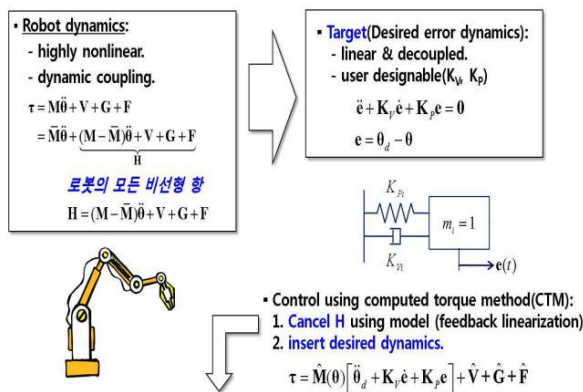 ▪ Robot dynamics:
- highly nonlinear.
- dynamic coupling.
τ = Mθ̈ + V + G + F
= M̄θ̈ + (M − M̄)θ̈ + V + G + F
H
로봇의 모든 비선형 항
H = (M − M̄)θ̈ + V + G + F
▪ Target(Desired error dynamics):
- linear & decoupled.
- user designable(K_V, K_P)
ë + K_V ė + K_P e = 0
e = θ_d − θ
K_Pi
m_i = 1
K_Vi
e(t)
▪ Control using computed torque method(CTM):
1. Cancel H using model (feedback linearization)
2. insert desired dynamics.
τ = M̂(θ)[θ̈_d + K_V ė + K_P e] + V̂ + Ĝ + F̂